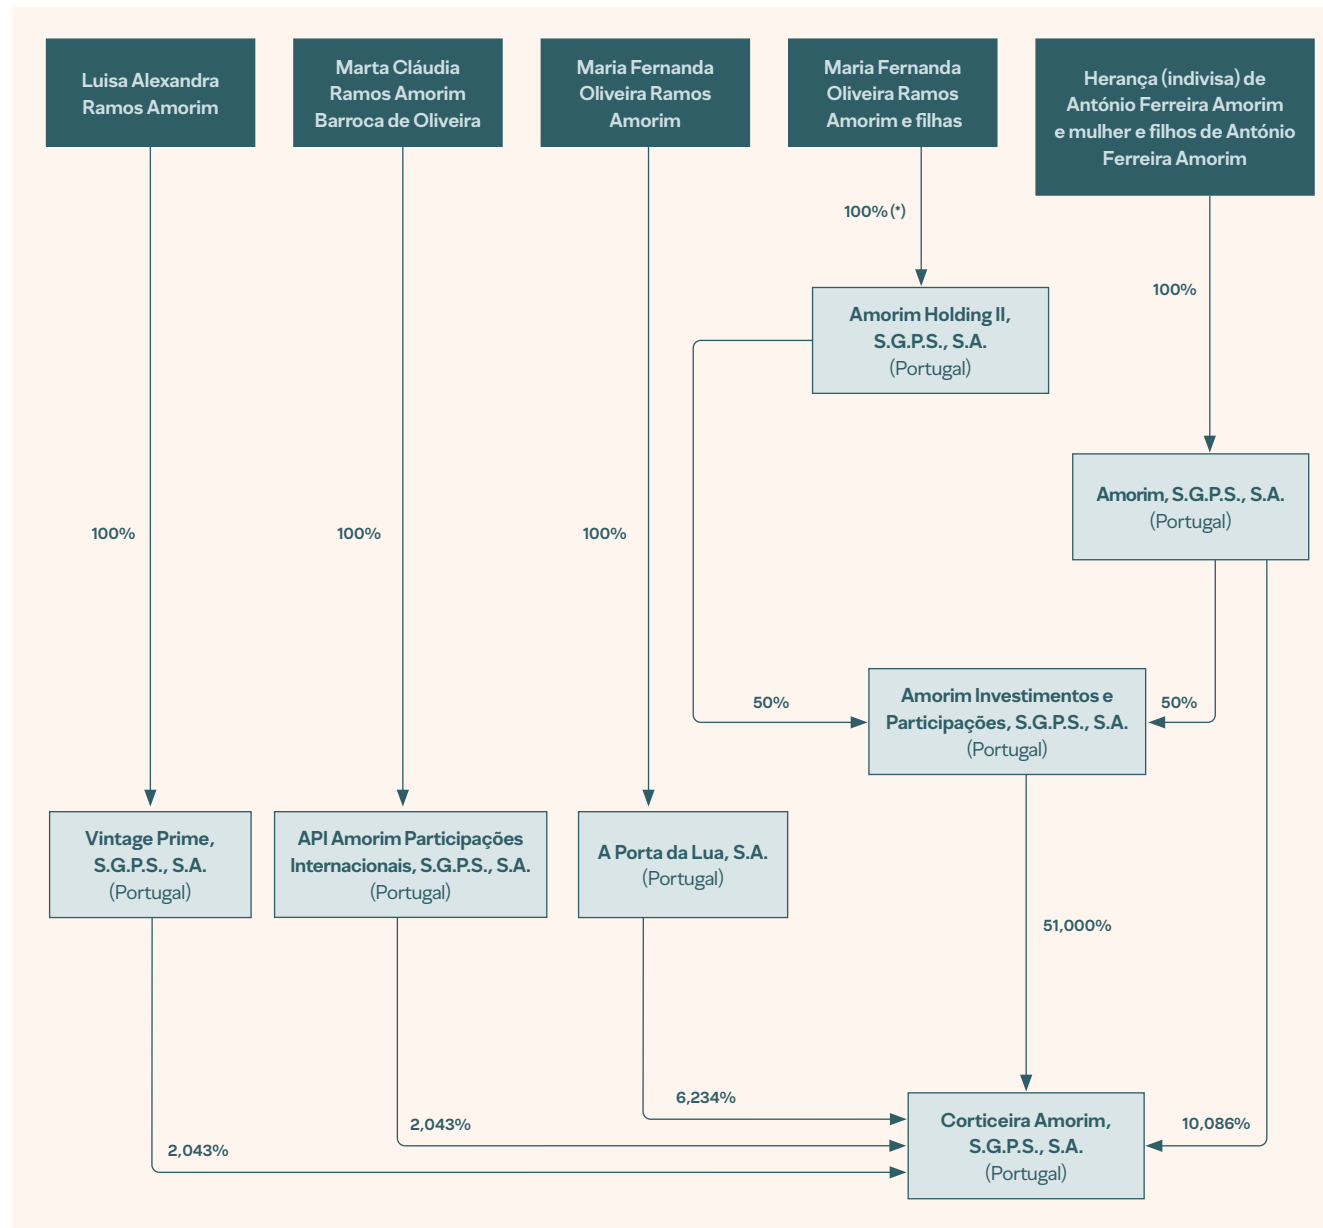 Luisa Alexandra
Ramos Amorim
Marta Cláudia
Ramos Amorim
Barroca de Oliveira
Maria Fernanda
Oliveira Ramos
Amorim
Maria Fernanda
Oliveira Ramos
Amorim e filhas
Herança (indivisa) de
António Ferreira Amorim
e mulher e filhos de António
Ferreira Amorim
100% (*)
100%
Amorim Holding II,
S.G.P.S., S.A.
(Portugal)
Amorim, S.G.P.S., S.A.
(Portugal)
100%
100%
100%
50%
Amorim Investimentos e
Participações, S.G.P.S., S.A.
(Portugal)
50%
Vintage Prime,
S.G.P.S., S.A.
(Portugal)
API Amorim Participações
Internacionais, S.G.P.S., S.A.
(Portugal)
A Porta da Lua, S.A.
(Portugal)
51,000%
6,234%
2,043%
2,043%
Corticeira Amorim,
S.G.P.S., S.A.
(Portugal)
10,086%